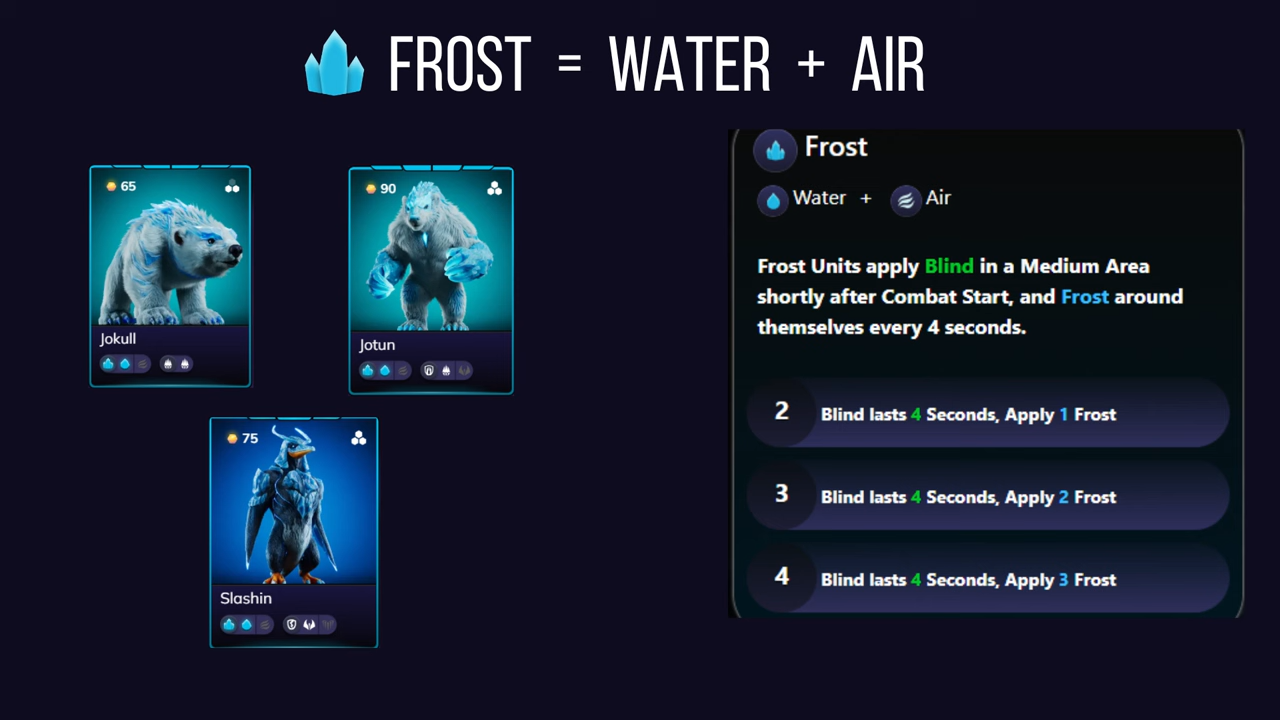 FROST = WATER + AIR
65
Jokull
90
Jotun
75
Slashin
Frost
Water + Air
Frost Units apply Blind in a Medium Area
shortly after Combat Start, and Frost around
themselves every 4 seconds.
2 Blind lasts 4 Seconds, Apply 1 Frost
3 Blind lasts 4 Seconds, Apply 2 Frost
4 Blind lasts 4 Seconds, Apply 3 Frost